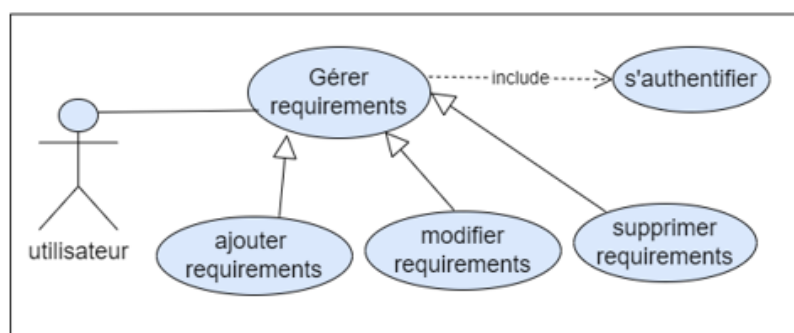 Gérer
requirements
include
s'authentifier
utilisateur
ajouter
requirements
modifier
requirements
supprimer
requirements